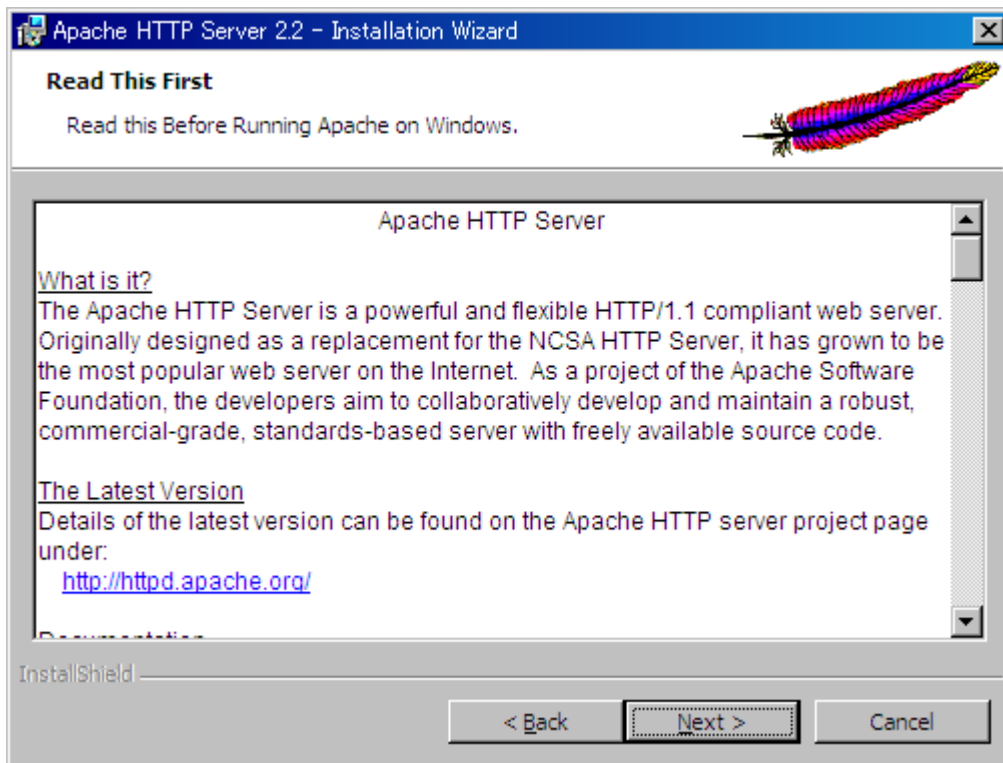 Apache HTTP Server 2.2 - Installation Wizard
Read This First
Read this Before Running Apache on Windows.
Apache HTTP Server
What is it?
The Apache HTTP Server is a powerful and flexible HTTP/1.1 compliant web server.
Originally designed as a replacement for the NCSA HTTP Server, it has grown to be
the most popular web server on the Internet.  As a project of the Apache Software
Foundation, the developers aim to collaboratively develop and maintain a robust,
commercial-grade, standards-based server with freely available source code.
The Latest Version
Details of the latest version can be found on the Apache HTTP server project page
under:
http://httpd.apache.org/
Documentation
InstallShield
< Back
Next >
Cancel